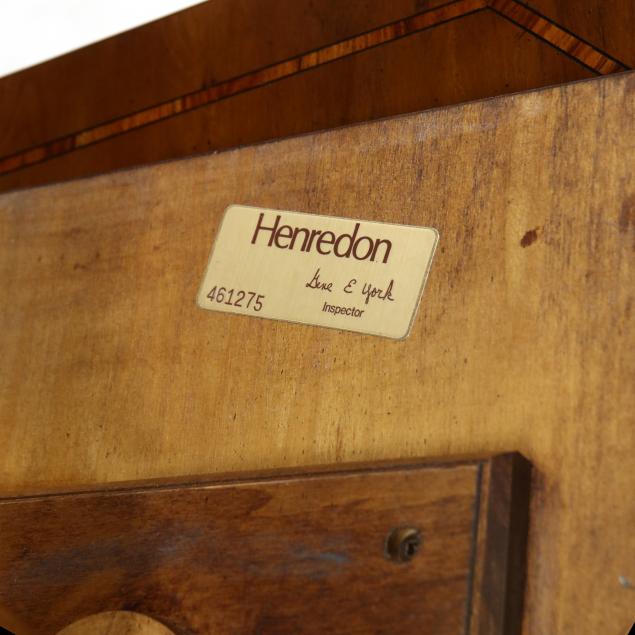 Henredon
Gene E York
461275
Inspector